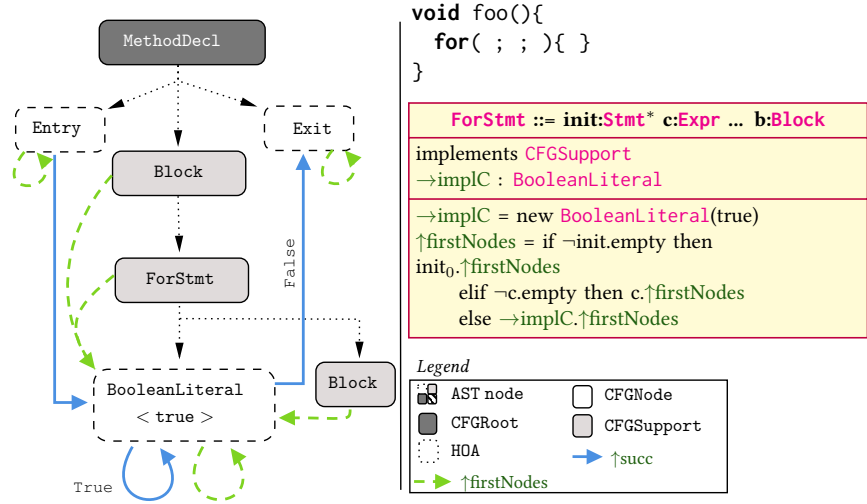 MethodDecl
Entry
Exit
Block
ForStmt
False
BooleanLiteral
< true >
Block
True
void foo(){
for( ; ; ){ }
}
ForStmt ::= init:Stmt* c:Expr ... b:Block
implements CFGSupport
→implC : BooleanLiteral
→implC = new BooleanLiteral(true)
↑firstNodes = if ¬init.empty then
init₀.↑firstNodes
elif ¬c.empty then c.↑firstNodes
else →implC.↑firstNodes
Legend
AST node
CFGNode
CFGRoot
CFGSupport
HOA
↑succ
↑firstNodes